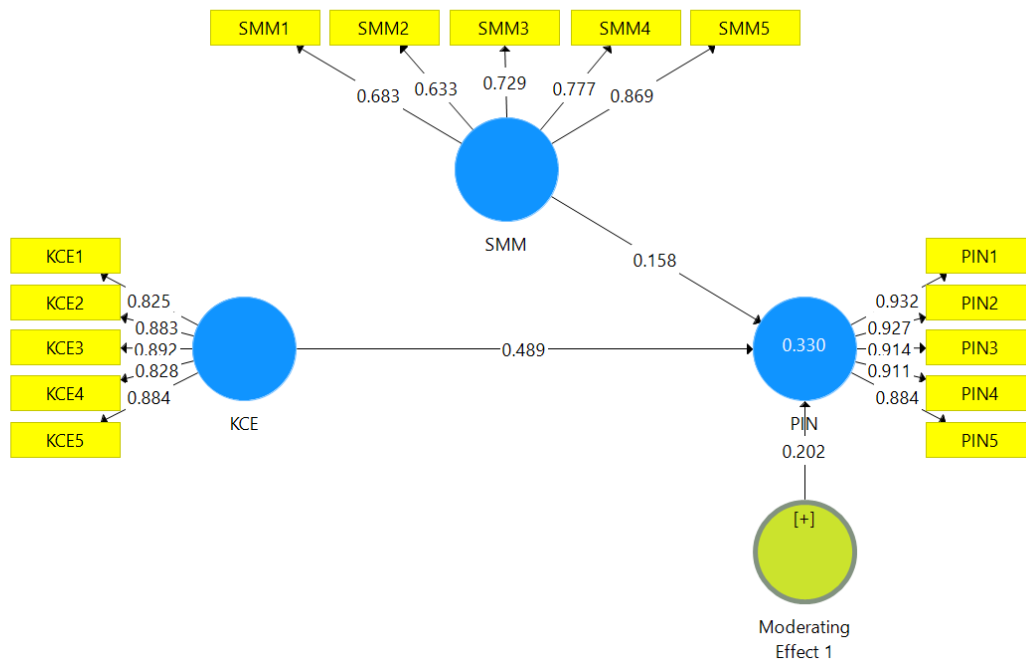 SMM1
SMM2
SMM3
SMM4
SMM5
0.683
0.633
0.729
0.777
0.869
SMM
KCE1
KCE2
KCE3
KCE4
KCE5
0.825
0.883
0.892
0.828
0.884
KCE
0.489
0.158
0.330
PIN
0.932
0.927
0.914
0.911
0.884
PIN1
PIN2
PIN3
PIN4
PIN5
0.202
[+]
Moderating
Effect 1